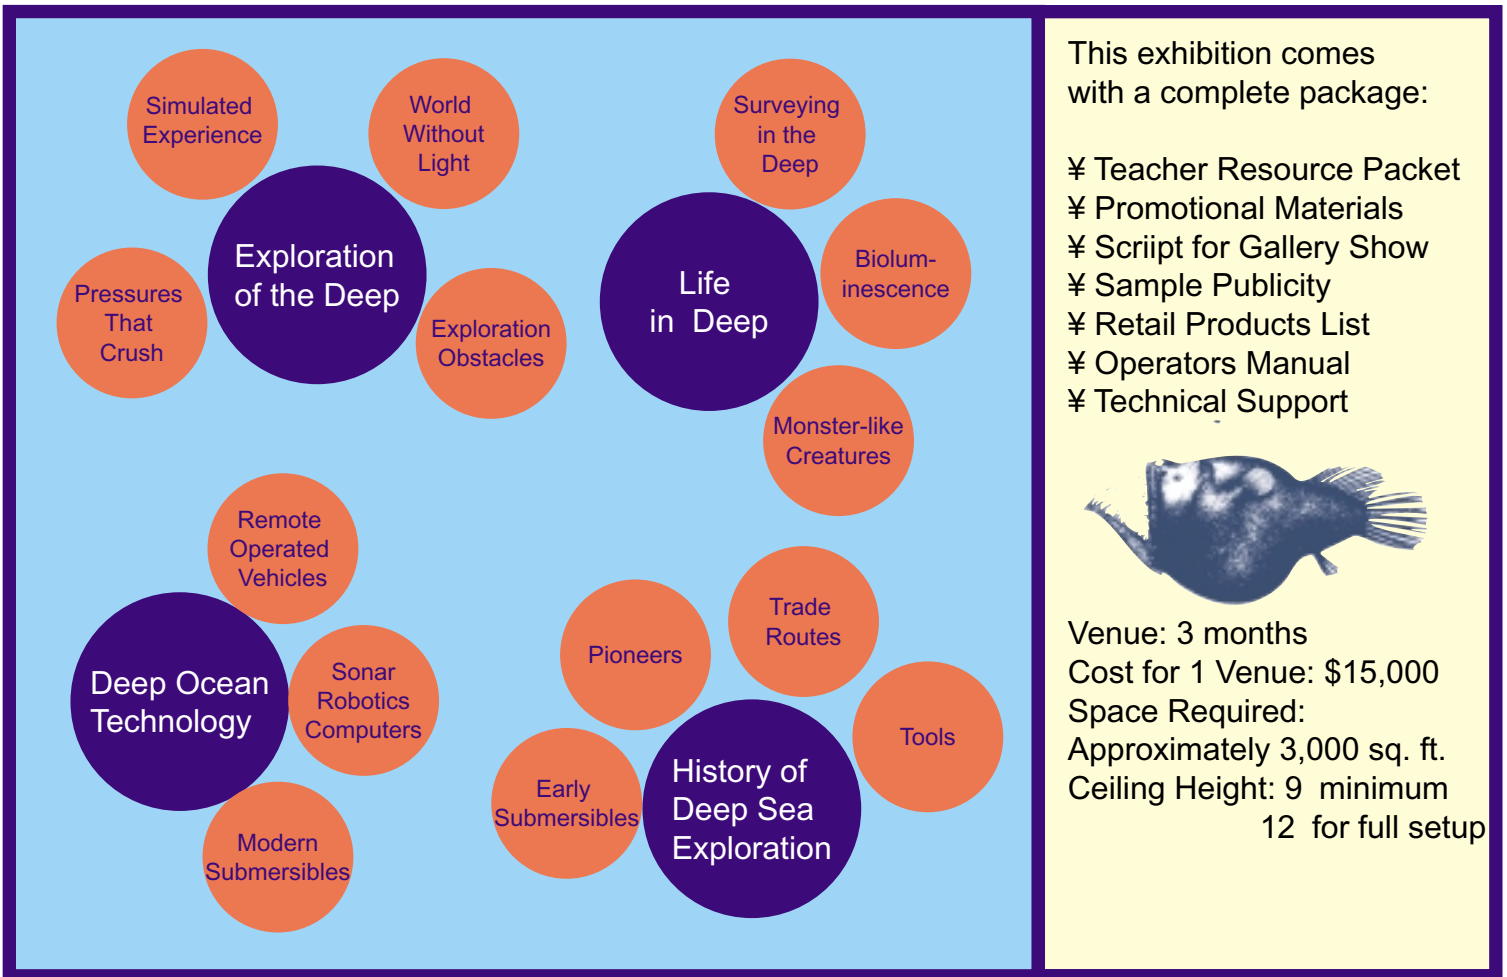 Simulated
Experience
World
Without
Light
Exploration
of the Deep
Pressures
That
Crush
Exploration
Obstacles
Surveying
in the
Deep
Life
in Deep
Biolum-
inescence
Monster-like
Creatures
Remote
Operated
Vehicles
Deep Ocean
Technology
Sonar
Robotics
Computers
Modern
Submersibles
Pioneers
Trade
Routes
Tools
Early
Submersibles
History of
Deep Sea
Exploration
This exhibition comes
with a complete package:
¥ Teacher Resource Packet
¥ Promotional Materials
¥ Scriipt for Gallery Show
¥ Sample Publicity
¥ Retail Products List
¥ Operators Manual
¥ Technical Support
Venue: 3 months
Cost for 1 Venue: $15,000
Space Required:
Approximately 3,000 sq. ft.
Ceiling Height: 9 minimum
12 for full setup